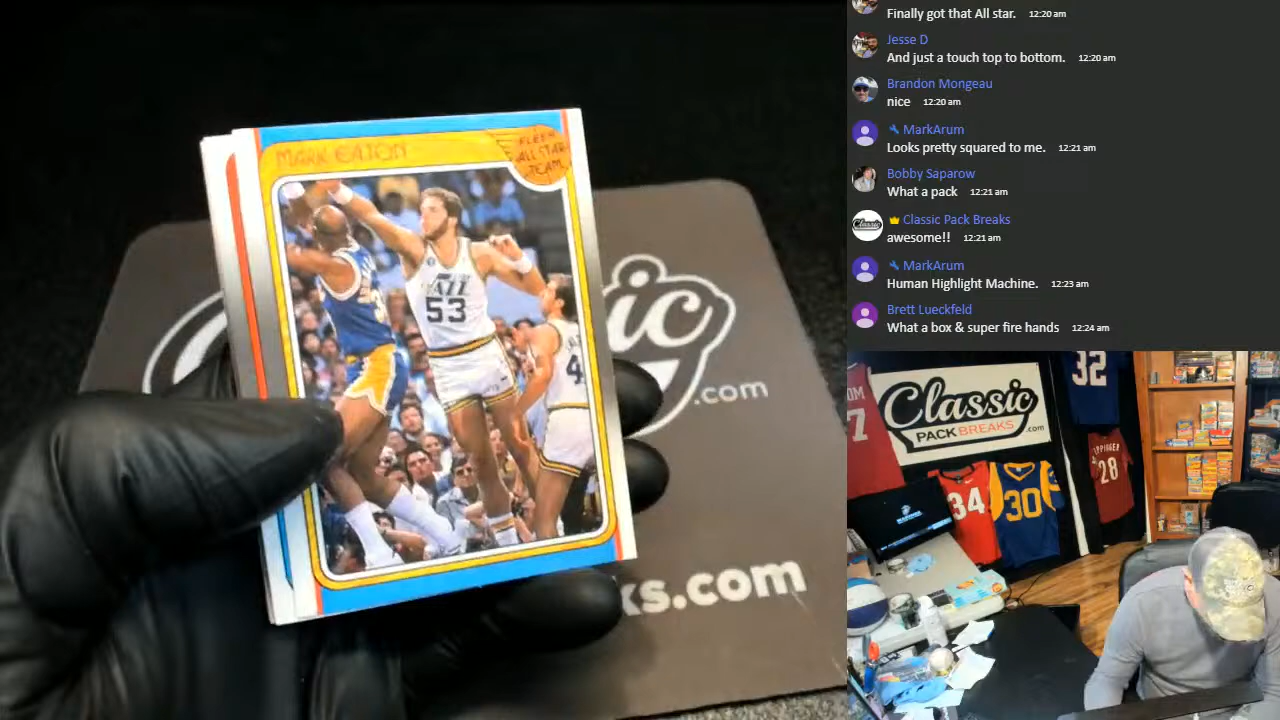 MARK EATON
FLEER
ALL STAR
TEAM
JAZZ
53
4
ic
.com
ks.com
Finally got that All star. 12:20 am
Jesse D
And just a touch top to bottom. 12:20 am
Brandon Mongeau
nice 12:20 am
MarkArum
Looks pretty squared to me. 12:21 am
Bobby Saparow
What a pack 12:21 am
Classic Pack Breaks
awesome!! 12:21 am
MarkArum
Human Highlight Machine. 12:23 am
Brett Lueckfeld
What a box & super fire hands 12:24 am
32
OM
7
Classic
PACK BREAKS
.com
28
34
30